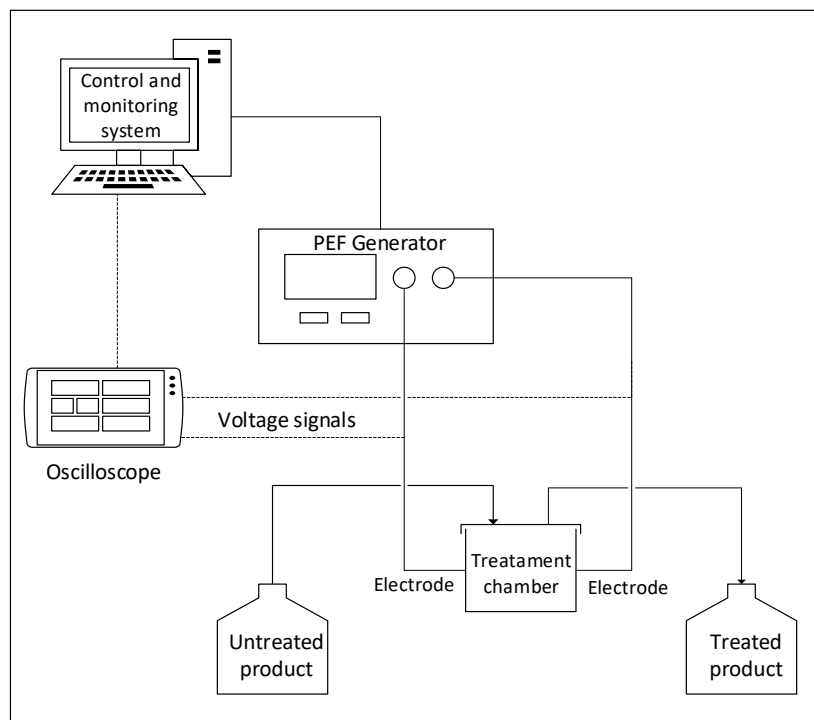 Control and
monitoring
system
PEF Generator
Voltage signals
Oscilloscope
Treatament
chamber
Electrode
Electrode
Untreated
product
Treated
product